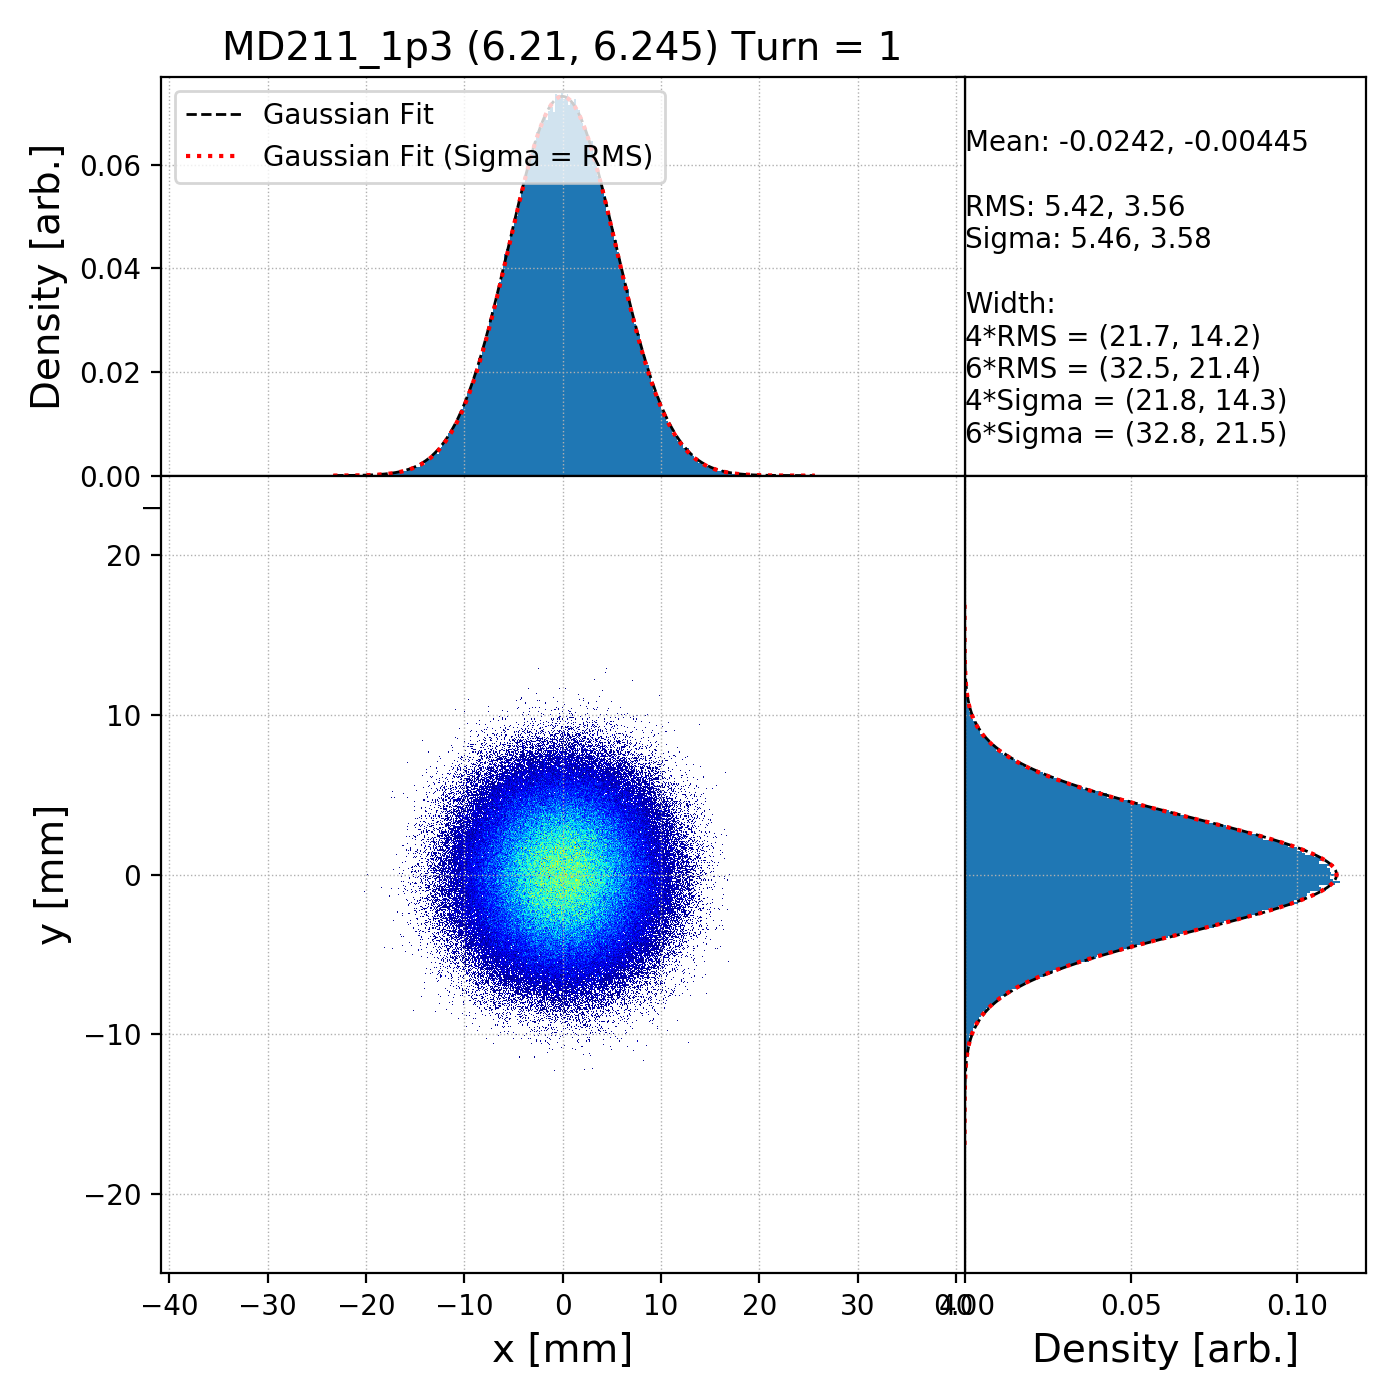 MD211_1p3 (6.21, 6.245) Turn = 1
Gaussian Fit
Gaussian Fit (Sigma = RMS)
Density [arb.]
0.06
0.04
0.02
0.00
Mean: -0.0242, -0.00445
RMS: 5.42, 3.56
Sigma: 5.46, 3.58
Width:
4*RMS = (21.7, 14.2)
6*RMS = (32.5, 21.4)
4*Sigma = (21.8, 14.3)
6*Sigma = (32.8, 21.5)
y [mm]
20
10
0
−10
−20
−40 −30 −20 −10 0 10 20 30 40
x [mm]
0.00 0.05 0.10
Density [arb.]